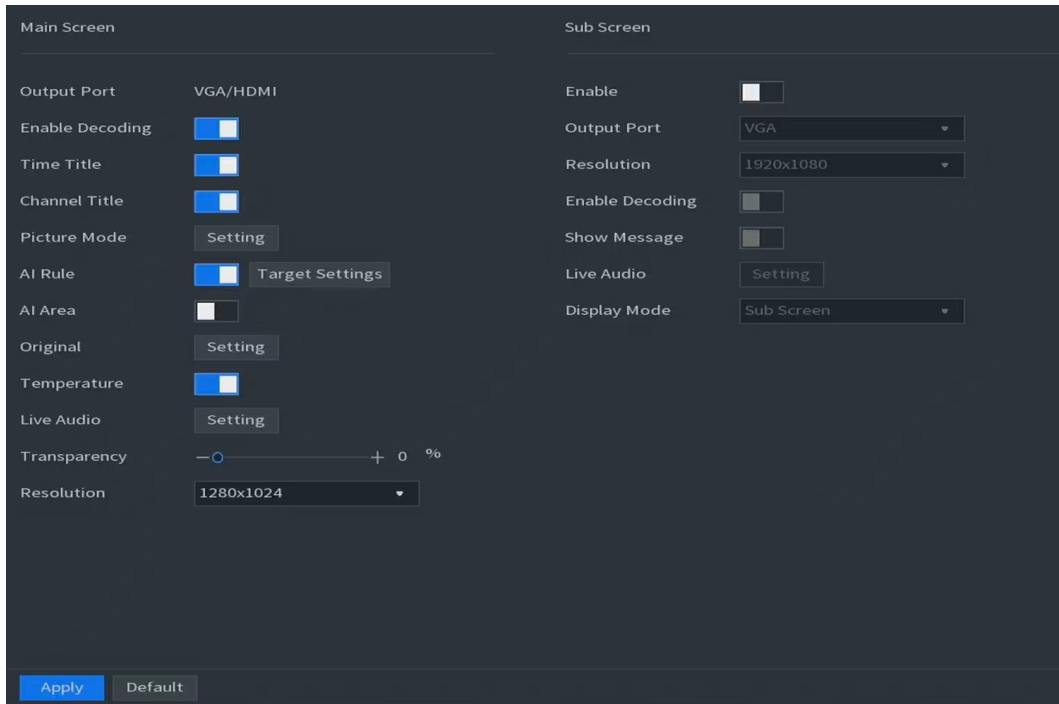 Main Screen
Output Port VGA/HDMI
Enable Decoding
Time Title
Channel Title
Picture Mode Setting
AI Rule Target Settings
AI Area
Original Setting
Temperature
Live Audio Setting
Transparency 0 %
Resolution 1280x1024
Sub Screen
Enable
Output Port VGA
Resolution 1920x1080
Enable Decoding
Show Message
Live Audio Setting
Display Mode Sub Screen
Apply Default